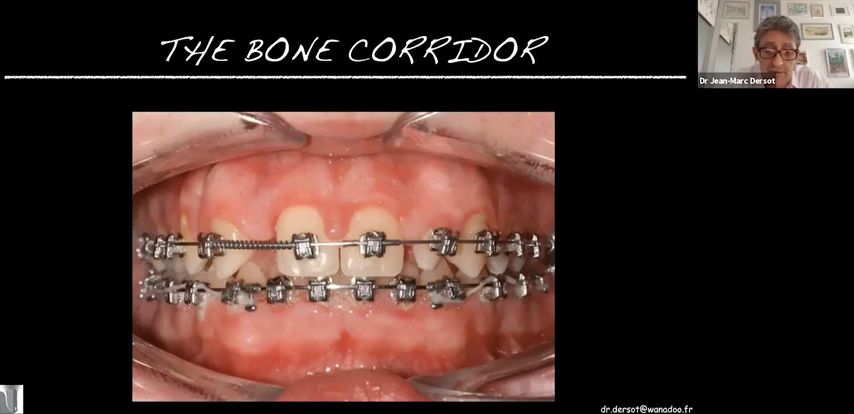 THE BONE CORRIDOR
Dr Jean-Marc Dersot
dr.dersot@wanadoo.fr